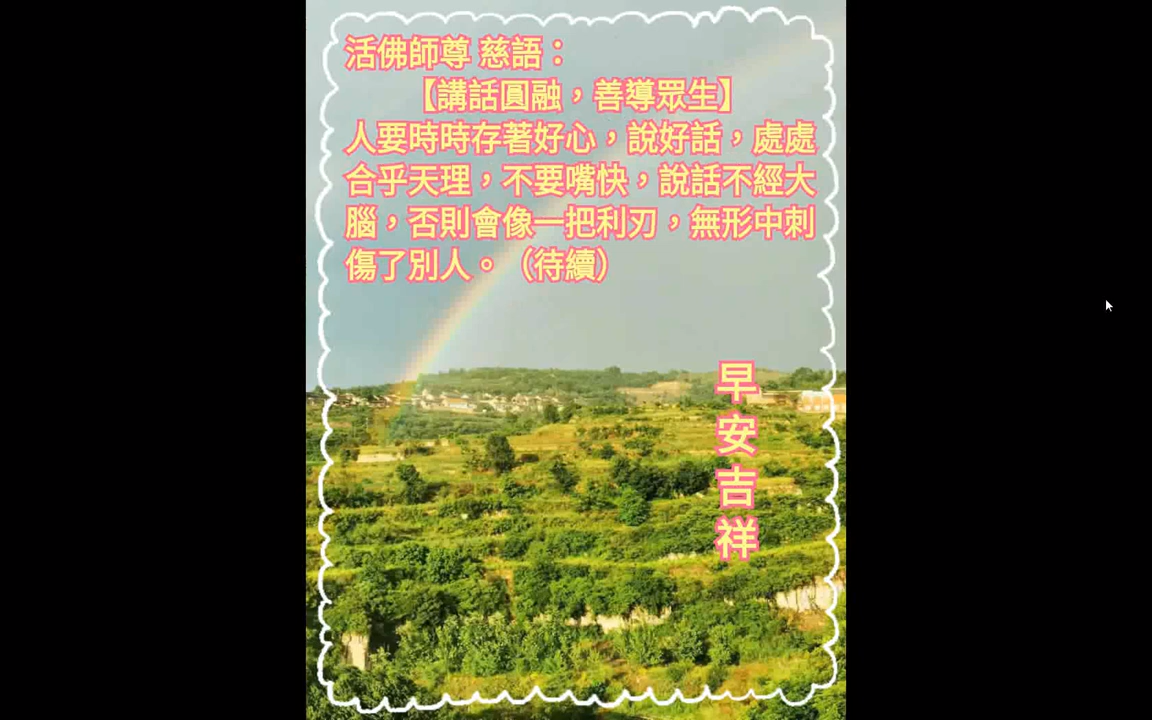 活佛師尊 慈語：
【講話圓融，善導眾生】
人要時時存著好心，說好話，處處
合乎天理，不要嘴快，說話不經大
腦，否則會像一把利刃，無形中刺
傷了別人。（待續）
早安吉祥